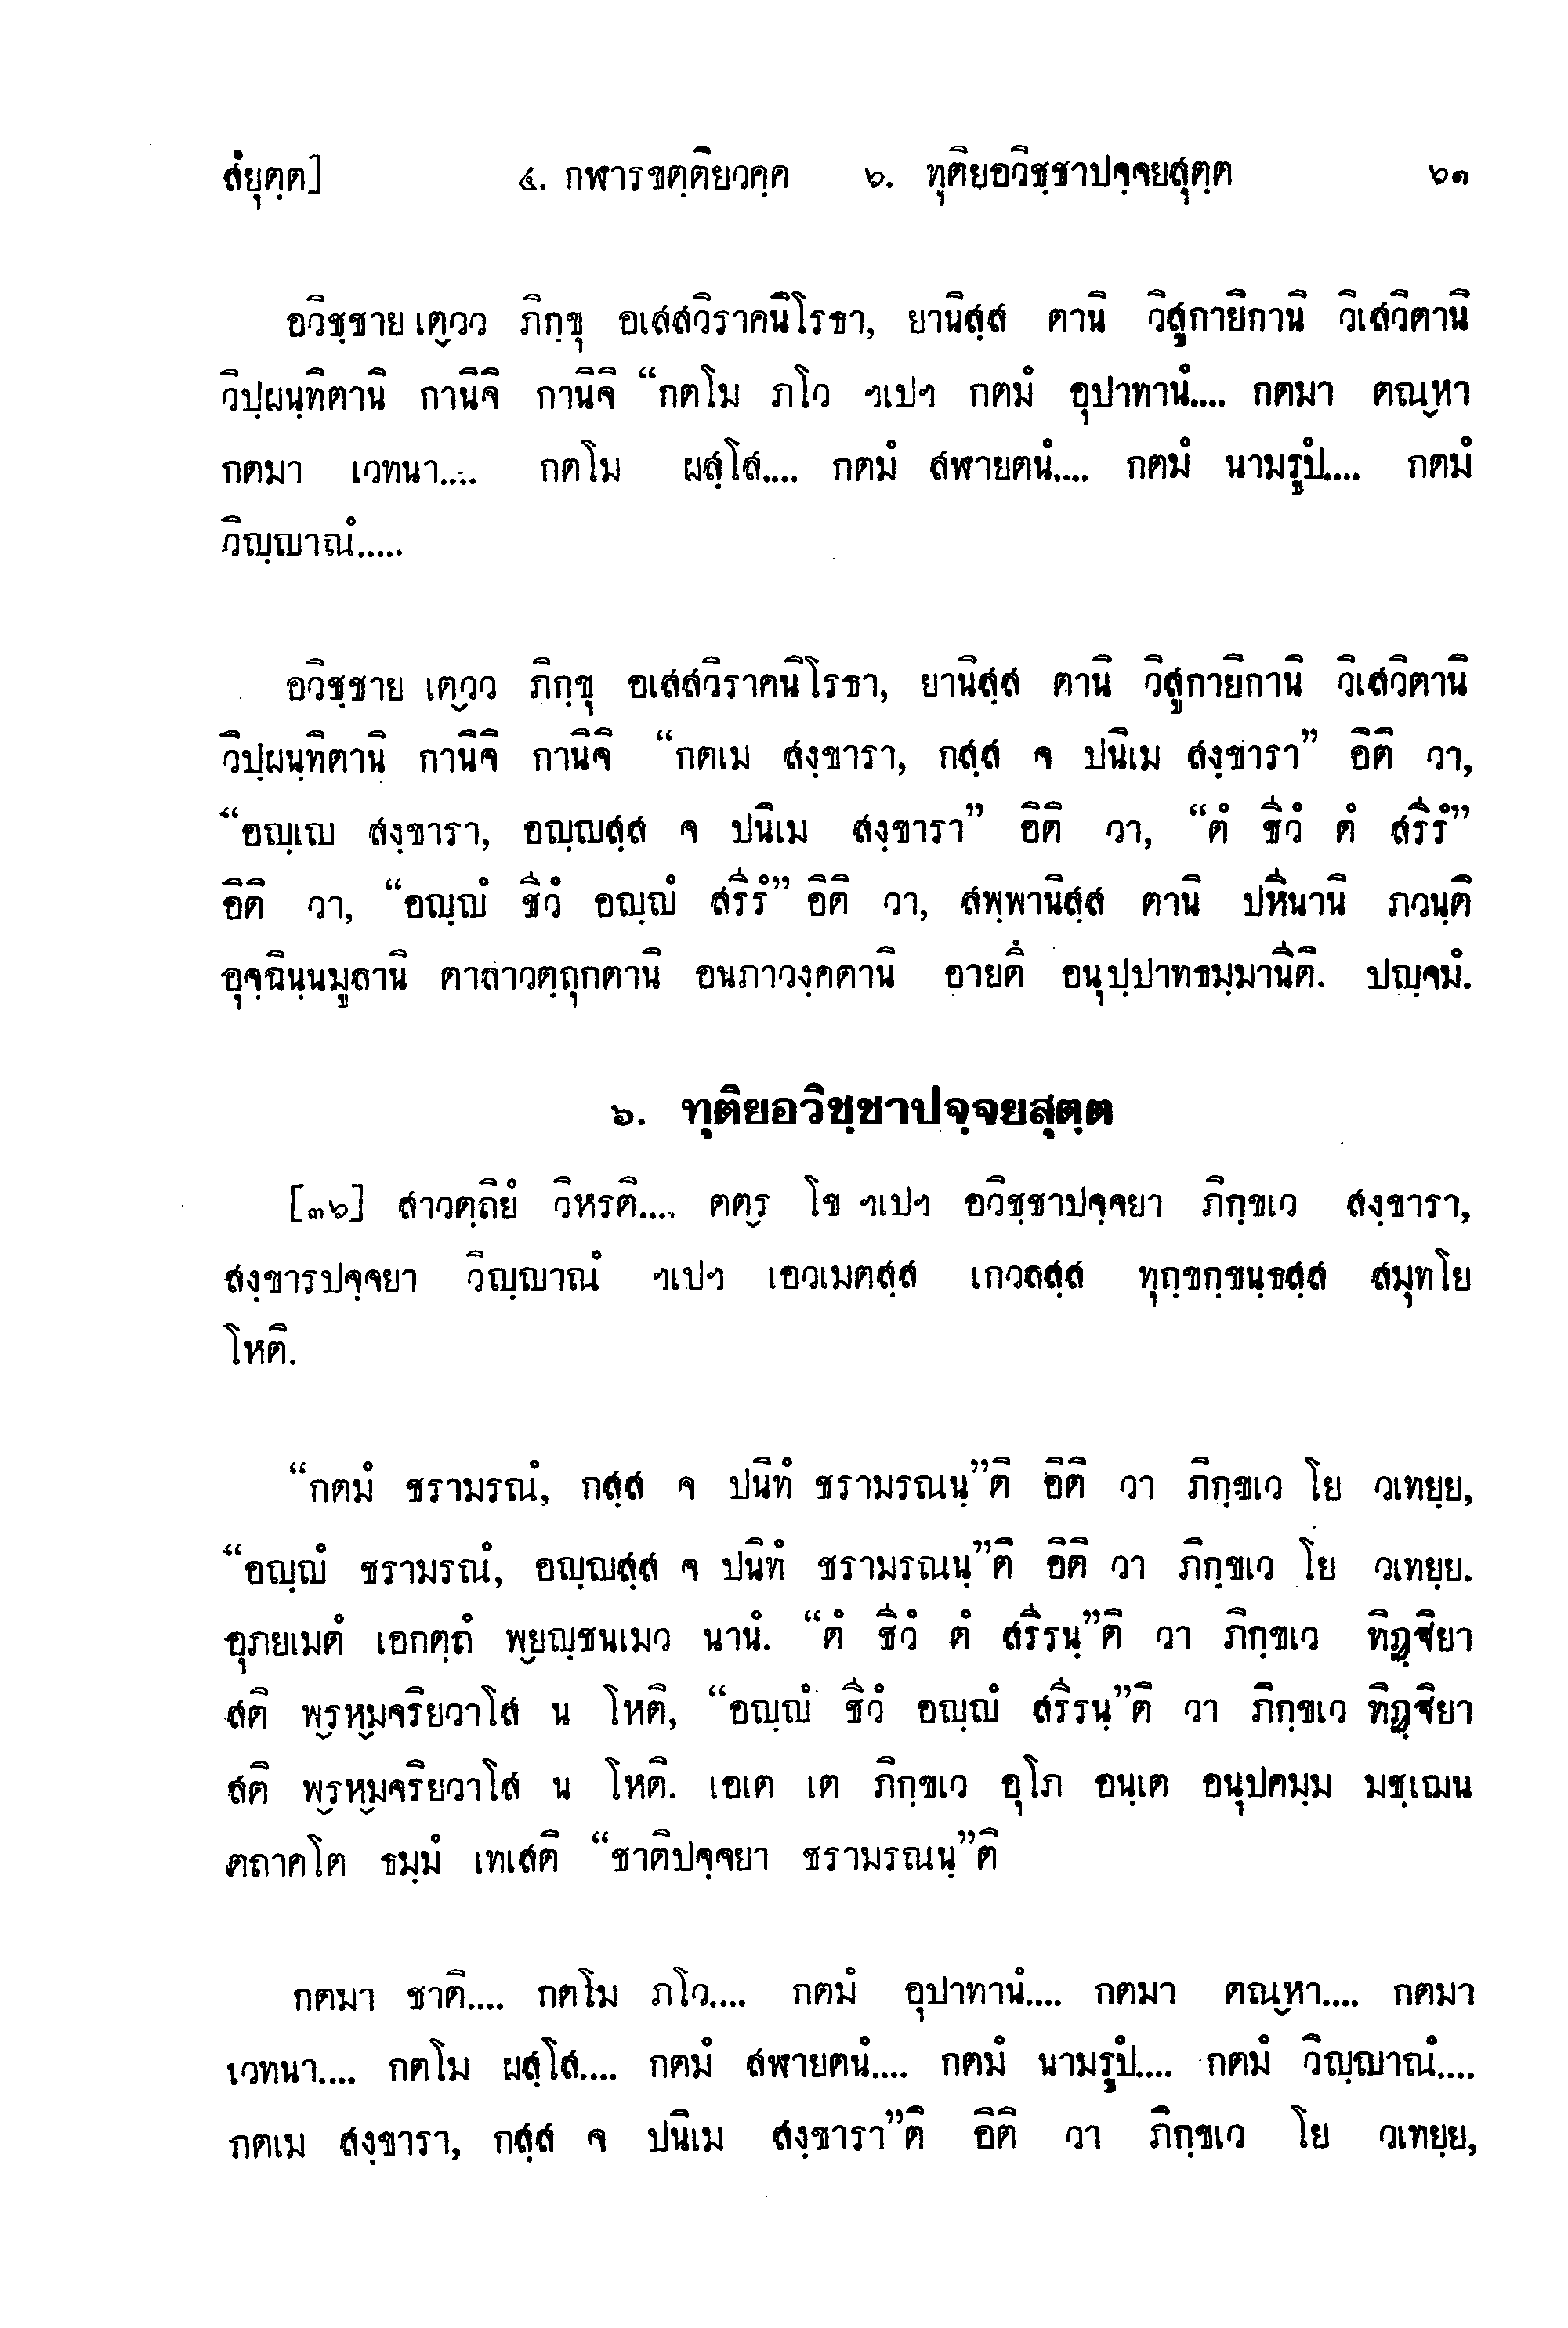 สํยุตฺต]	๔. กฬารขตฺติยวคฺค	๖. ทุติยอวิชฺชาปจฺจยสุตฺต	๖๑
อวิชฺชาย เตฺวว ภิกฺขุ อเสสวิราคนิโรธา, ยานิสฺส ตานิ วิสูกายิกานิ วิเสวิตานิ
วิปฺผนฺทิตานิ กานิจิ กานิจิ “กตโม ภโว ฯเปฯ กตมํ อุปาทานํ.... กตมา ตณฺหา
กตมา เวทนา.... กตโม ผสฺโส.... กตมํ สฬายตนํ.... กตมํ นามรูปํ.... กตมํ
วิญฺญาณํ.....
อวิชฺชาย เตฺวว ภิกฺขุ อเสสวิราคนิโรธา, ยานิสฺส ตานิ วิสูกายิกานิ วิเสวิตานิ
วิปฺผนฺทิตานิ กานิจิ กานิจิ “กตเม สงฺขารา, กสฺส จ ปนิเม สงฺขารา” อิติ วา,
“อญฺเญ สงฺขารา, อญฺญสฺส จ ปนิเม สงฺขารา” อิติ วา, “ตํ ชีวํ ตํ สรีรํ”
อิติ วา, “อญฺญํ ชีวํ อญฺญํ สรีรํ” อิติ วา, สพฺพานิสฺส ตานิ ปหีนานิ ภวนฺติ
อุจฺฉินฺนมูลานิ ตาลาวตฺถุกตานิ อนภาวงฺคตานิ อายตึ อนุปฺปาทธมฺมานีติ. ปญฺจมํ.
๖. ทุติยอวิชฺชาปจฺจยสุตฺต
[๓๖] สาวตฺถิยํ วิหรติ.... ตตฺร โข ฯเปฯ อวิชฺชาปจฺจยา ภิกฺขเว สงฺขารา,
สงฺขารปจฺจยา วิญฺญาณํ ฯเปฯ เอวเมตสฺส เกวลสฺส ทุกฺขกฺขนฺธสฺส สมุทโย
โหติ.
“กตมํ ชรามรณํ, กสฺส จ ปนิทํ ชรามรณนฺ”ติ อิติ วา ภิกฺขเว โย วเทยฺย,
“อญฺญํ ชรามรณํ, อญฺญสฺส จ ปนิทํ ชรามรณนฺ”ติ อิติ วา ภิกฺขเว โย วเทยฺย.
อุภยเมตํ เอกตฺถํ พฺยญฺชนเมว นานํ. “ตํ ชีวํ ตํ สรีรนฺ”ติ วา ภิกฺขเว ทิฏฺฐิยา
สติ พฺรหฺมจริยวาโส น โหติ, “อญฺญํ ชีวํ อญฺญํ สรีรนฺ”ติ วา ภิกฺขเว ทิฏฺฐิยา
สติ พฺรหฺมจริยวาโส น โหติ. เอเต เต ภิกฺขเว อุโภ อนฺเต อนุปคมฺม มชฺเฌน
ตถาคโต ธมฺมํ เทเสติ “ชาติปจฺจยา ชรามรณนฺ”ติ
กตมา ชาติ.... กตโม ภโว.... กตมํ อุปาทานํ.... กตมา ตณฺหา.... กตมา
เวทนา.... กตโม ผสฺโส.... กตมํ สฬายตนํ.... กตมํ นามรูปํ.... กตมํ วิญฺญาณํ....
กตเม สงฺขารา, กสฺส จ ปนิเม สงฺขารา”ติ อิติ วา ภิกฺขเว โย วเทยฺย,